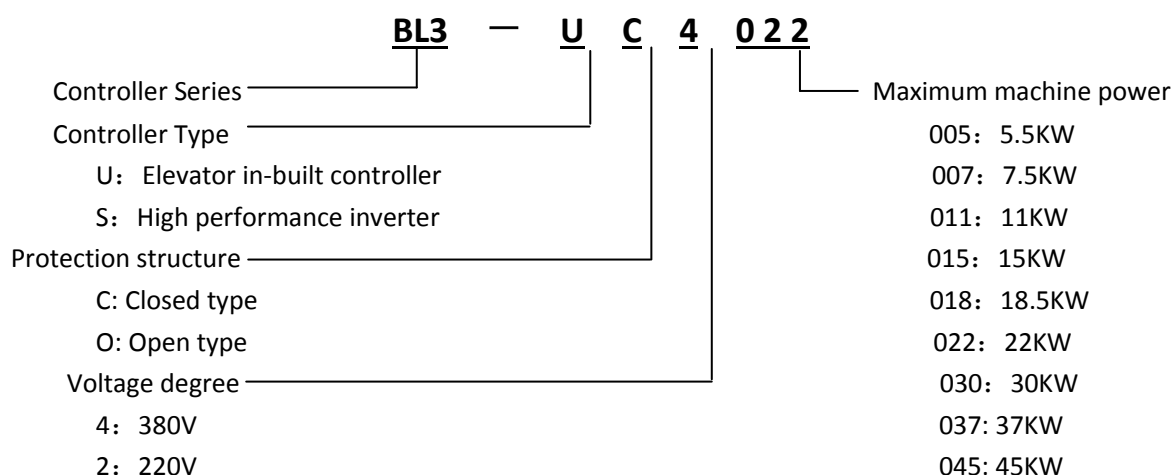 BL3 — U C 4 0 2 2
Controller Series
Controller Type
U： Elevator in-built controller
S： High performance inverter
Protection structure
C: Closed type
O: Open type
Voltage degree
4： 380V
2： 220V
Maximum machine power
005： 5.5KW
007： 7.5KW
011： 11KW
015： 15KW
018： 18.5KW
022： 22KW
030： 30KW
037: 37KW
045: 45KW